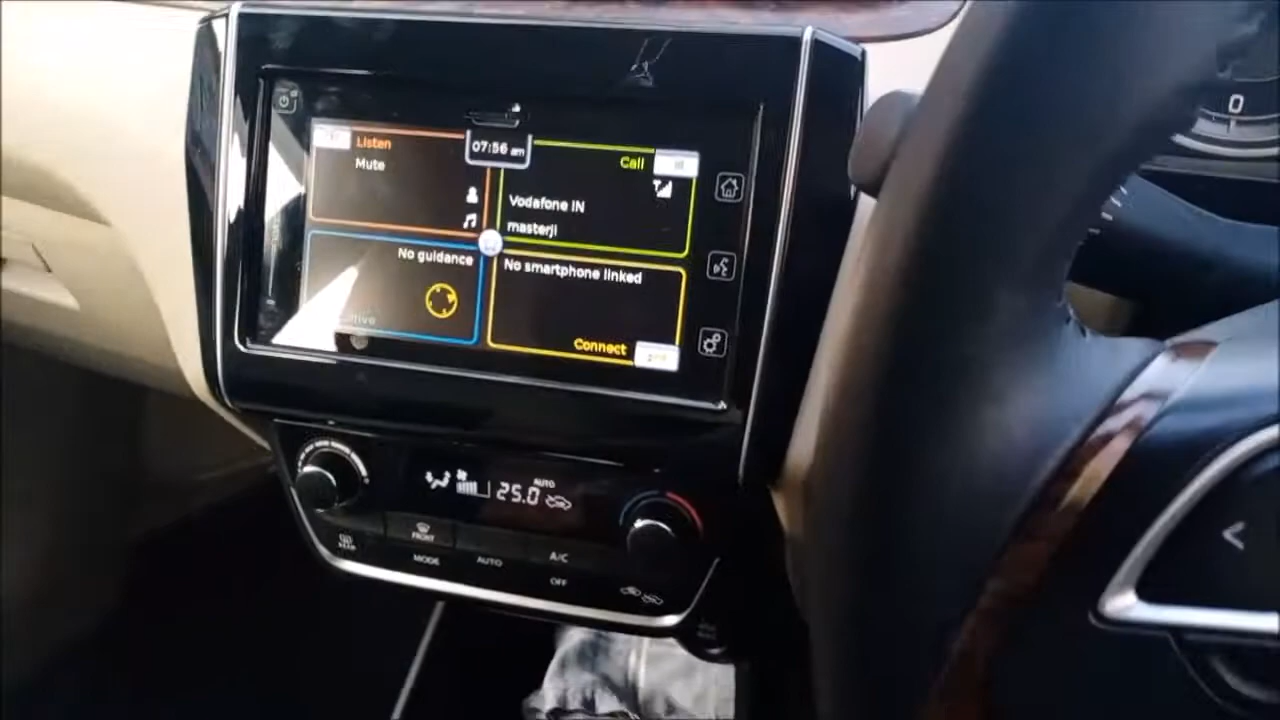 Listen
07:56 am
Call
Mute
Vodafone IN
masterji
No guidance
No smartphone linked
Connect
0
AUTO
25.0
FRONT
REAR
MODE
AUTO
A/C
OFF